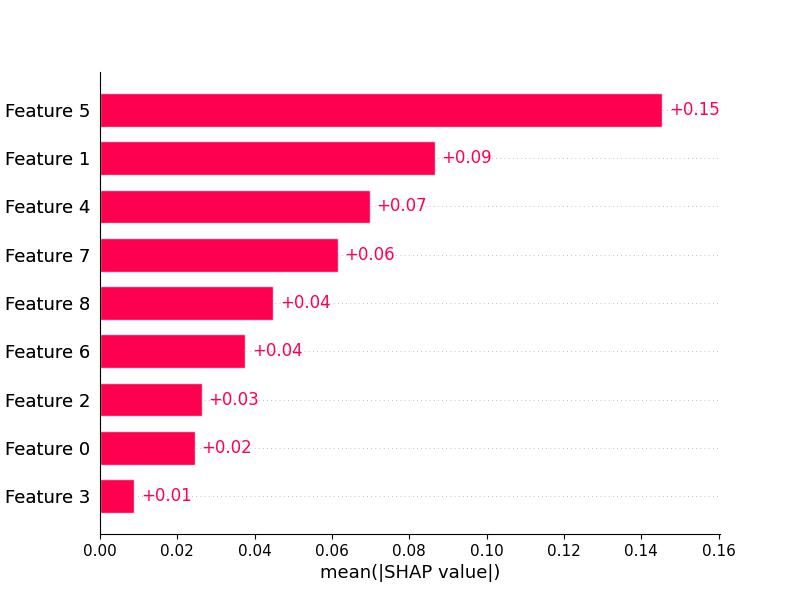 Feature 5 +0.15
Feature 1 +0.09
Feature 4 +0.07
Feature 7 +0.06
Feature 8 +0.04
Feature 6 +0.04
Feature 2 +0.03
Feature 0 +0.02
Feature 3 +0.01
0.00 0.02 0.04 0.06 0.08 0.10 0.12 0.14 0.16
mean(|SHAP value|)